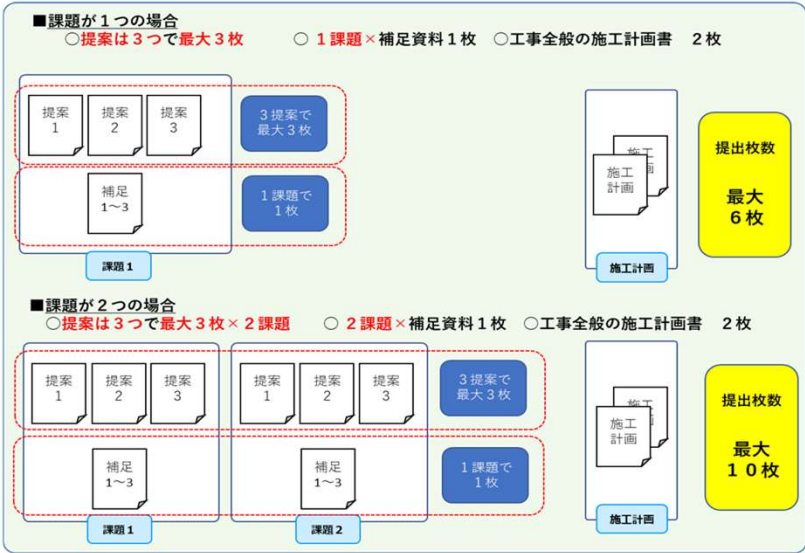 ■課題が１つの場合
○提案は３つで最大３枚 ○１課題×補足資料１枚 ○工事全般の施工計画書 ２枚
提案
1
提案
2
提案
3
3提案で
最大3枚
補足
1～3
1課題で
1枚
課題１
施工
施工
計画
施工計画
提出枚数
最大
６枚
■課題が２つの場合
○提案は３つで最大３枚×２課題 ○２課題×補足資料１枚 ○工事全般の施工計画書 ２枚
提案
1
提案
2
提案
3
提案
1
提案
2
提案
3
3提案で
最大3枚
補足
1～3
補足
1～3
1課題で
1枚
課題１
課題２
施工
施工
計画
施工計画
提出枚数
最大
１０枚